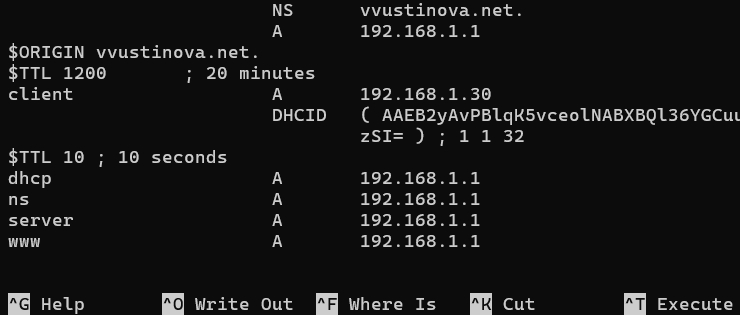 NS vvustinova.net.
A 192.168.1.1
$ORIGIN vvustinova.net.
$TTL 1200 ; 20 minutes
client A 192.168.1.30
DHCID ( AAEB2yAvPBlqK5vceolNABXBQl36YGCuu
zSI= ) ; 1 1 32
$TTL 10 ; 10 seconds
dhcp A 192.168.1.1
ns A 192.168.1.1
server A 192.168.1.1
www A 192.168.1.1
^G Help ^O Write Out ^F Where Is ^K Cut ^T Execute